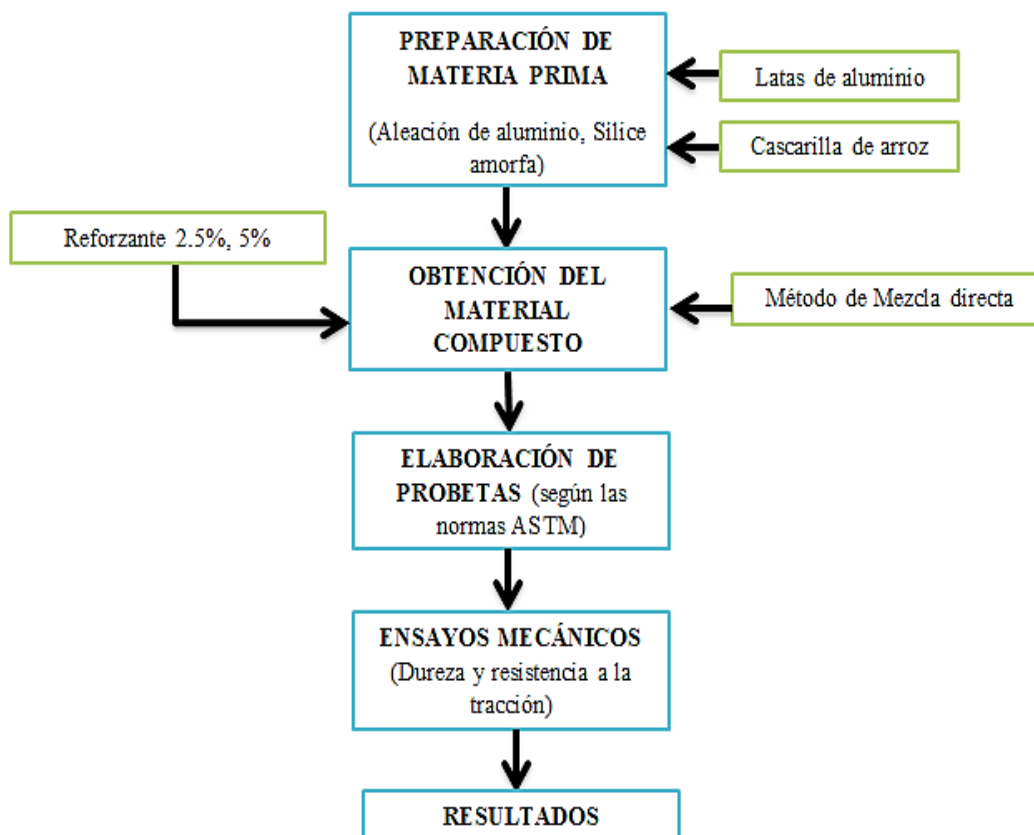 PREPARACIÓN DE
MATERIA PRIMA
(Aleación de aluminio, Silice
amorfa)
Latas de aluminio
Cascarilla de arroz
Reforzante 2.5%, 5%
OBTENCIÓN DEL
MATERIAL
COMPUESTO
Método de Mezcla directa
ELABORACIÓN DE
PROBETAS (según las
normas ASTM)
ENSAYOS MECÁNICOS
(Dureza y resistencia a la
tracción)
RESULTADOS